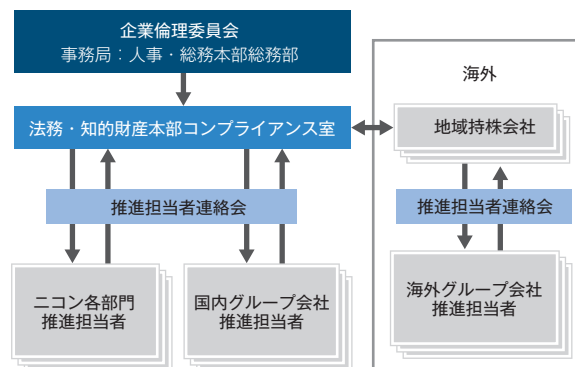 企業倫理委員会
事務局：人事・総務本部総務部
海外
法務・知的財産本部コンプライアンス室
地域持株会社
推進担当者連絡会
推進担当者連絡会
ニコン各部門
推進担当者
国内グループ会社
推進担当者
海外グループ会社
推進担当者